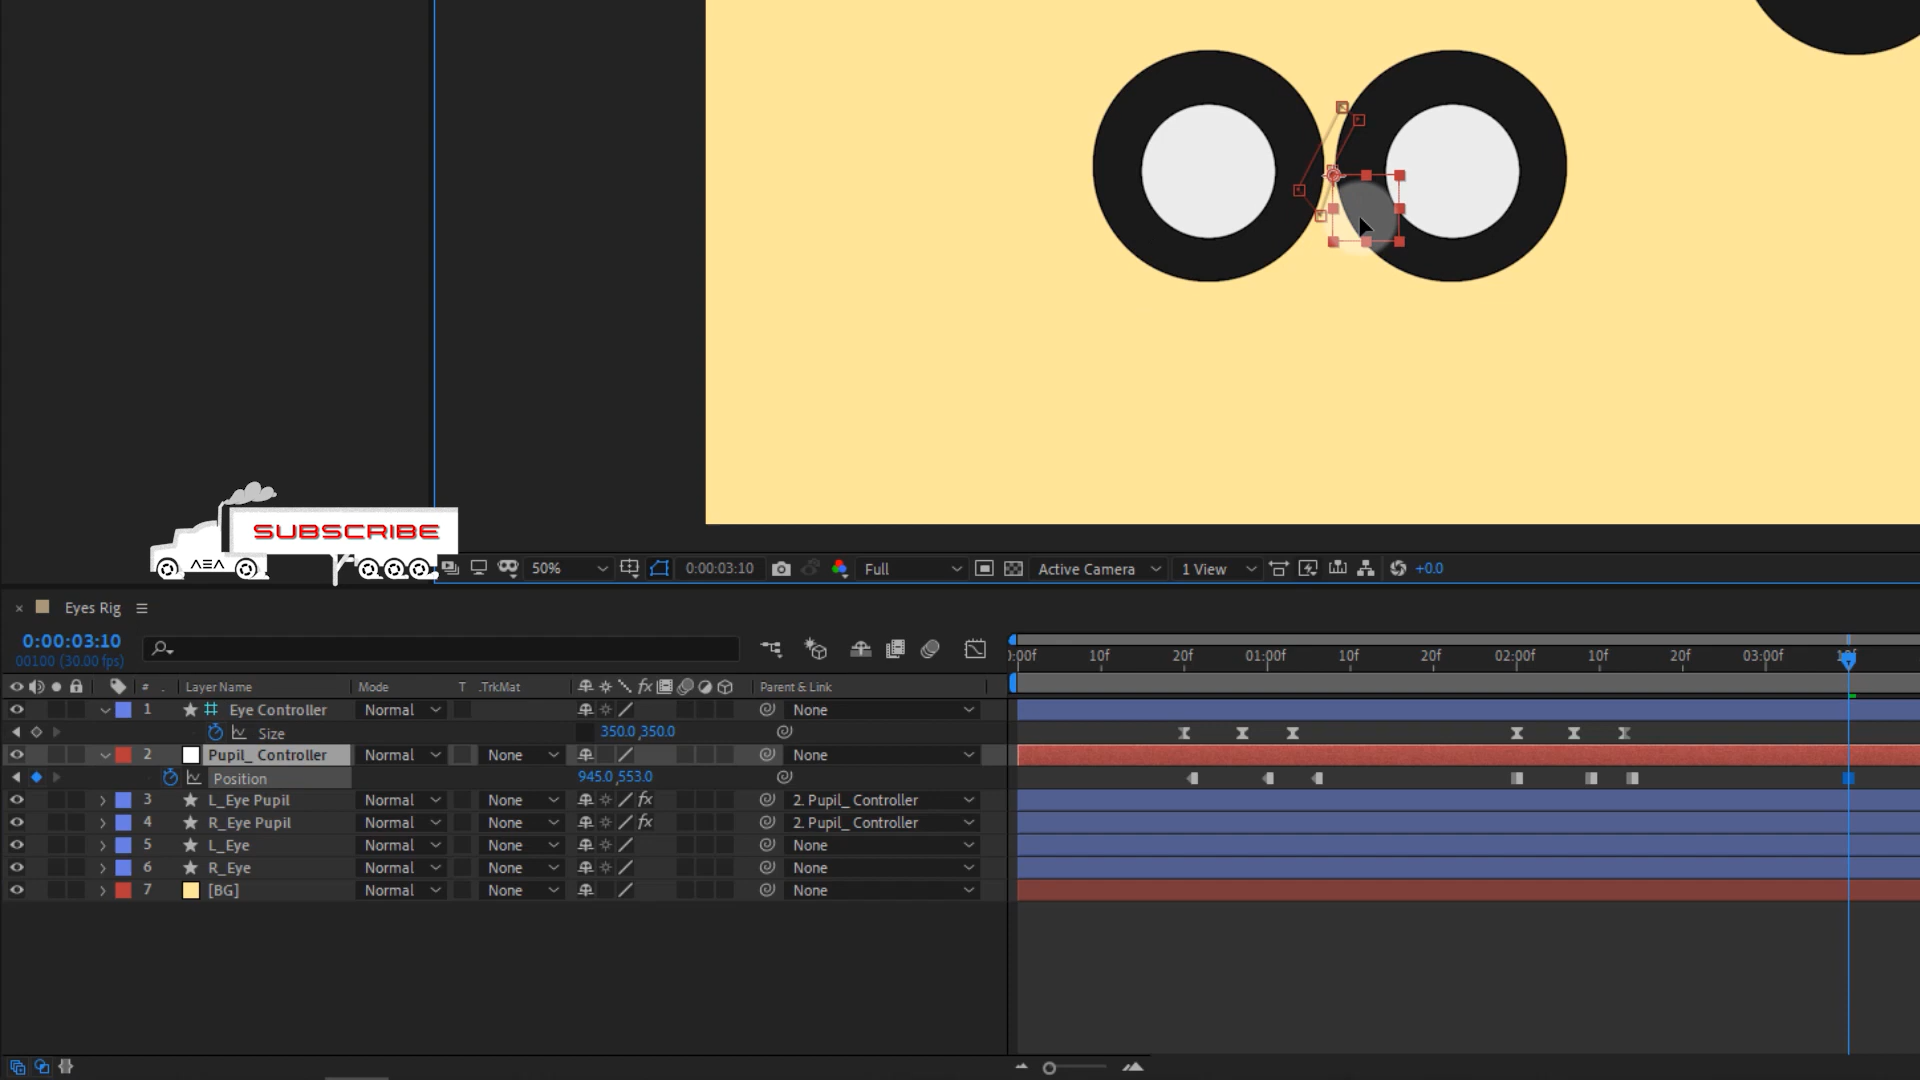 SUBSCRIBE
50%
0:00:03:10
Full
Active Camera
1 View
+0.0
× Eyes Rig
0:00:03:10
00100 (30.00 fps)
:00f 10f 20f 01:00f 10f 20f 02:00f 10f 20f 03:00f
# Layer Name Mode T .TrkMat Parent & Link
1 Eye Controller Normal None
Size 350.0 ,350.0
2 Pupil_ Controller Normal None
Position 945.0 ,553.0
3 L_Eye Pupil Normal None fx 2. Pupil_ Controller
4 R_Eye Pupil Normal None fx 2. Pupil_ Controller
5 L_Eye Normal None None
6 R_Eye Normal None None
7 [BG] Normal None None